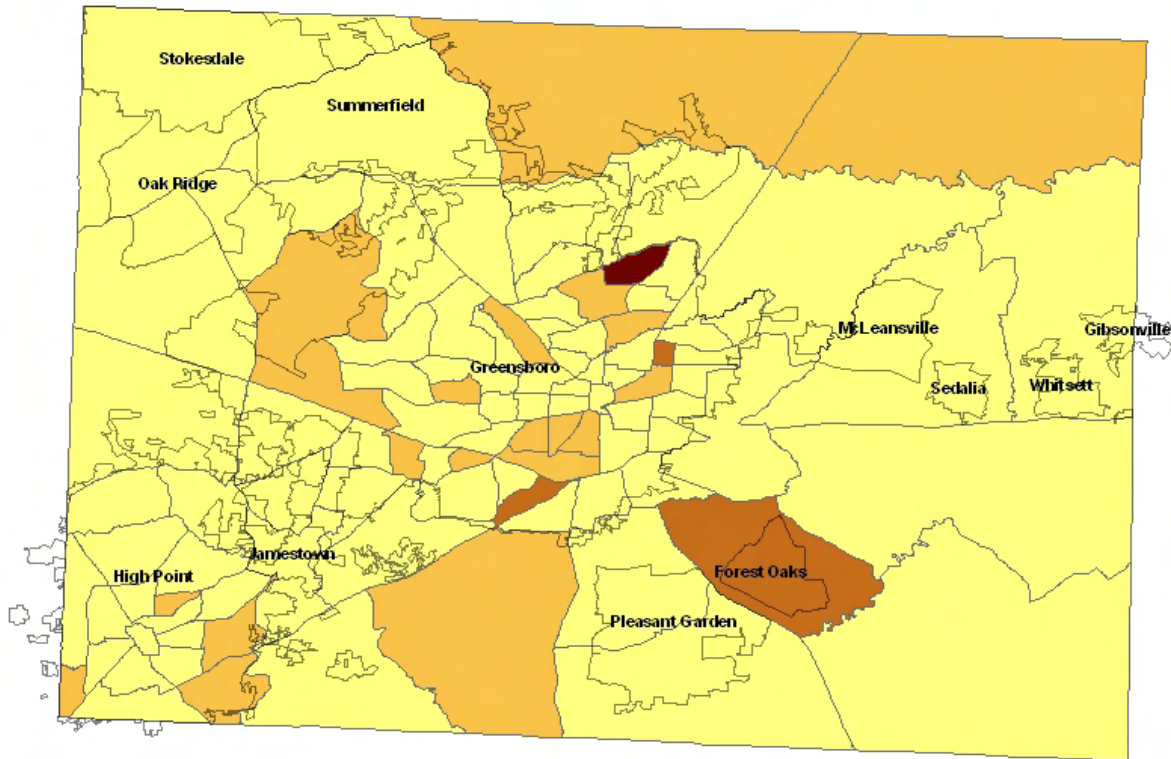 Stokesdale
Summerfield
Oak Ridge
McLeansville
Gibsonville
Greensboro
Sedalia
Whitsett
Jamestown
High Point
Forest Oaks
Pleasant Garden